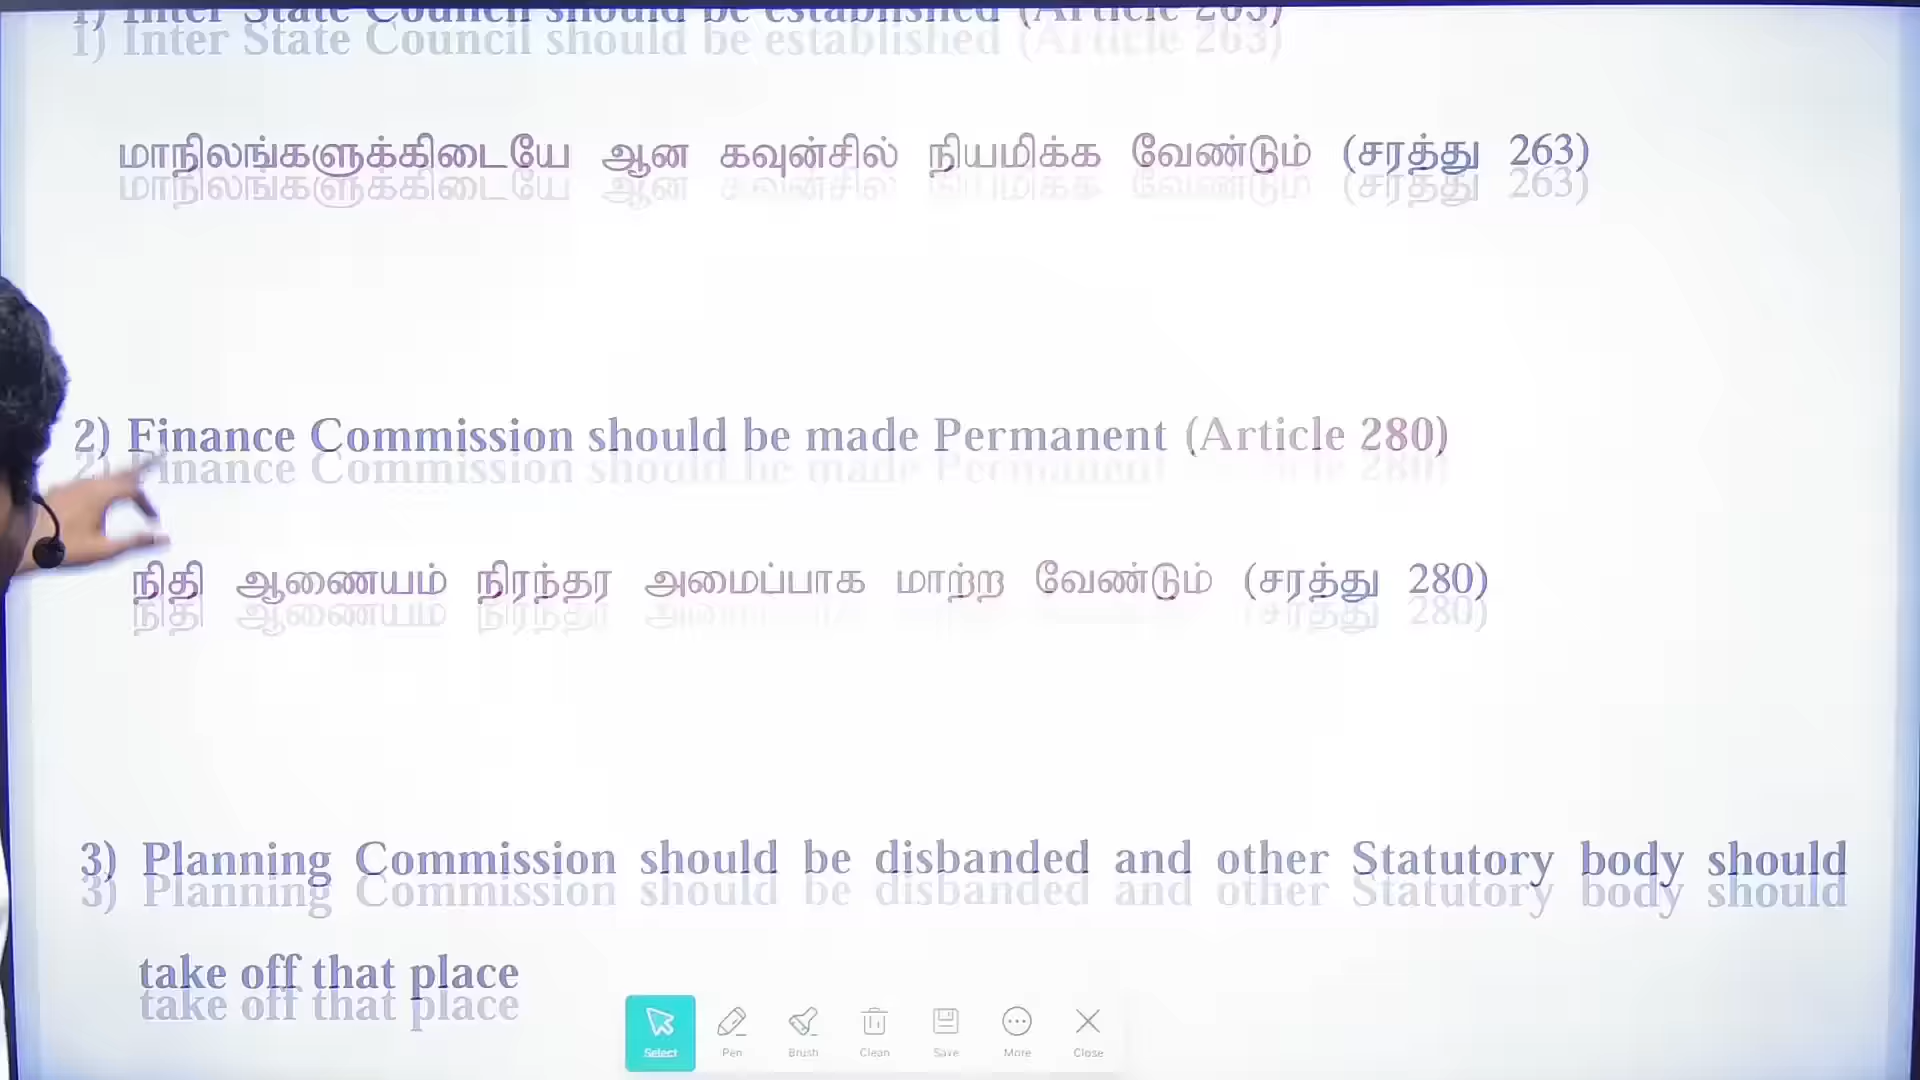 1) Inter State Council should be established (Article 263)
மாநிலங்களுக்கிடையே ஆன கவுன்சில் நியமிக்க வேண்டும் (சரத்து 263)
2) Finance Commission should be made Permanent (Article 280)
நிதி ஆணையம் நிரந்தர அமைப்பாக மாற்ற வேண்டும் (சரத்து 280)
3) Planning Commission should be disbanded and other Statutory body should
take off that place
Select Pen Brush Clean Save More Close